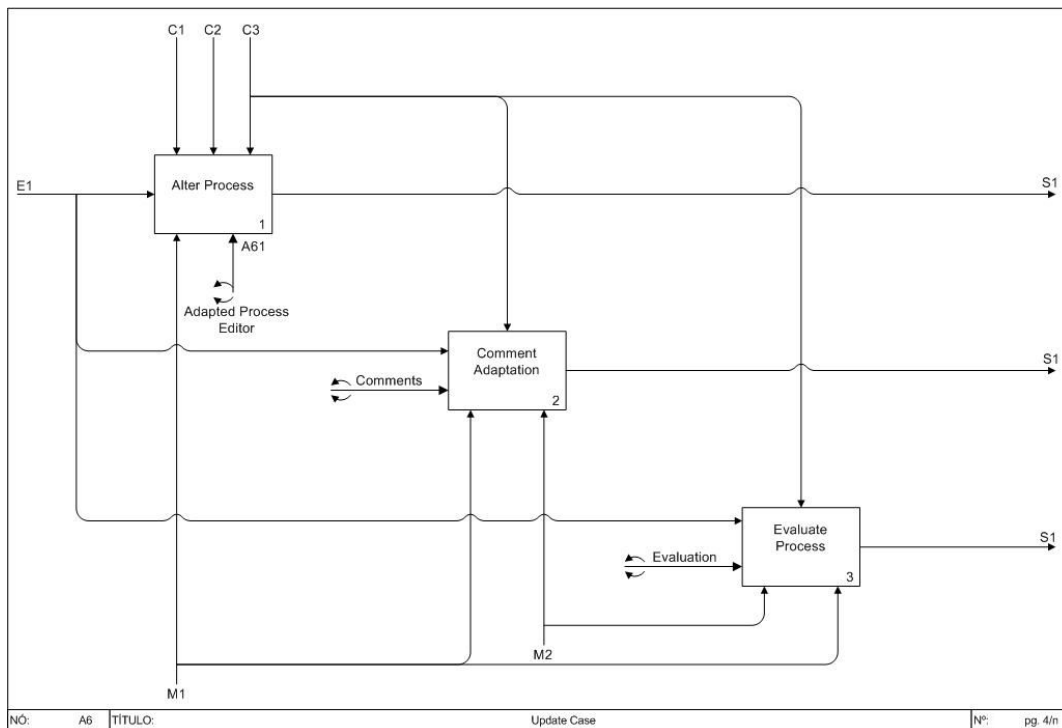 C1 C2 C3
E1
Alter Process
1
S1
A61
Adapted Process
Editor
Comment
Adaptation
2
S1
Comments
Evaluate
Process
3
S1
Evaluation
M2
M1
NÓ: A6 TÍTULO: Update Case Nº: pg. 4/n